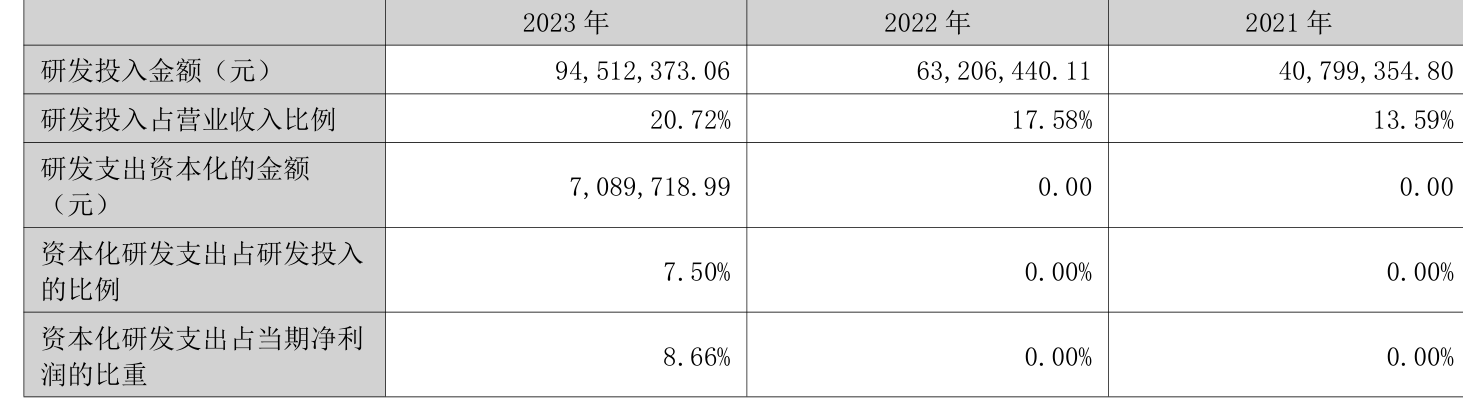 2023 年 2022 年 2021 年
研发投入金额（元） 94,512,373.06 63,206,440.11 40,799,354.80
研发投入占营业收入比例 20.72% 17.58% 13.59%
研发支出资本化的金额
（元） 7,089,718.99 0.00 0.00
资本化研发支出占研发投入
的比例 7.50% 0.00% 0.00%
资本化研发支出占当期净利
润的比重 8.66% 0.00% 0.00%